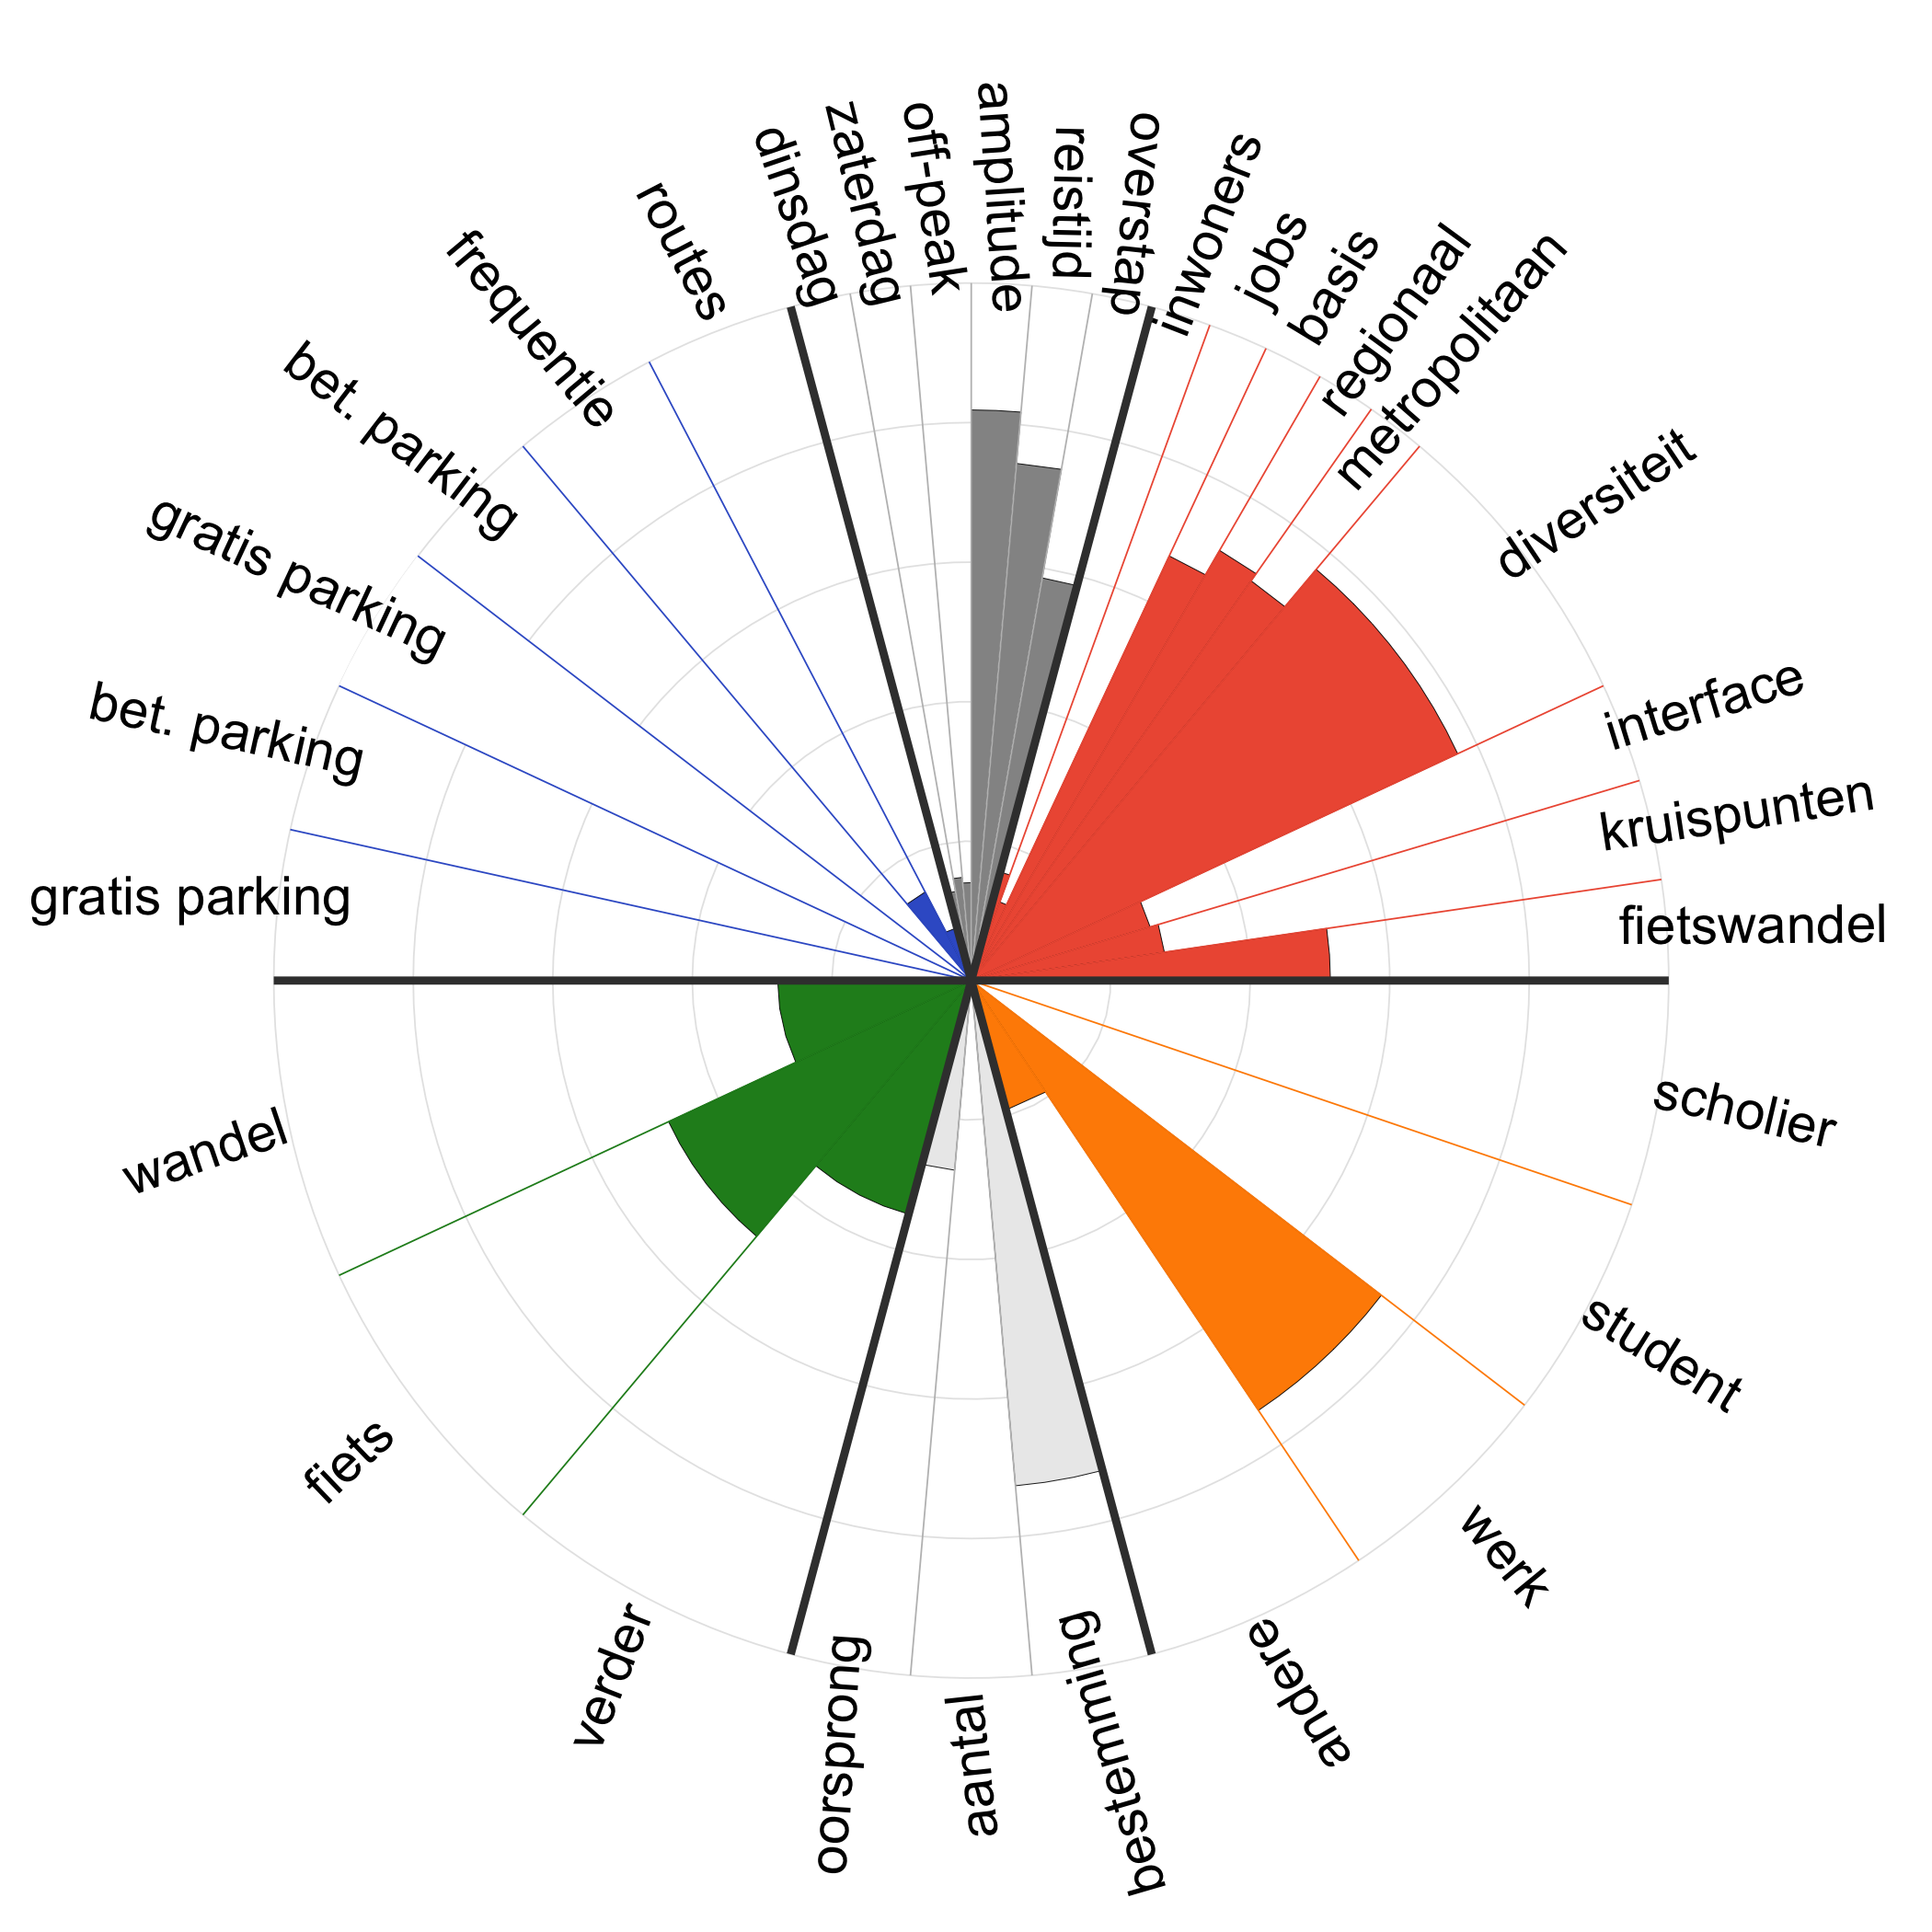 amplitude
reistijd
overstap
inwoners
jobs
basis
regionaal
metropolitaan
diversiteit
interface
kruispunten
fietswandel
scholier
student
werk
andere
bestemming
aantal
oorsprong
verder
fiets
wandel
gratis parking
bet. parking
gratis parking
bet. parking
frequentie
routes
dinsdag
zaterdag
off-peak